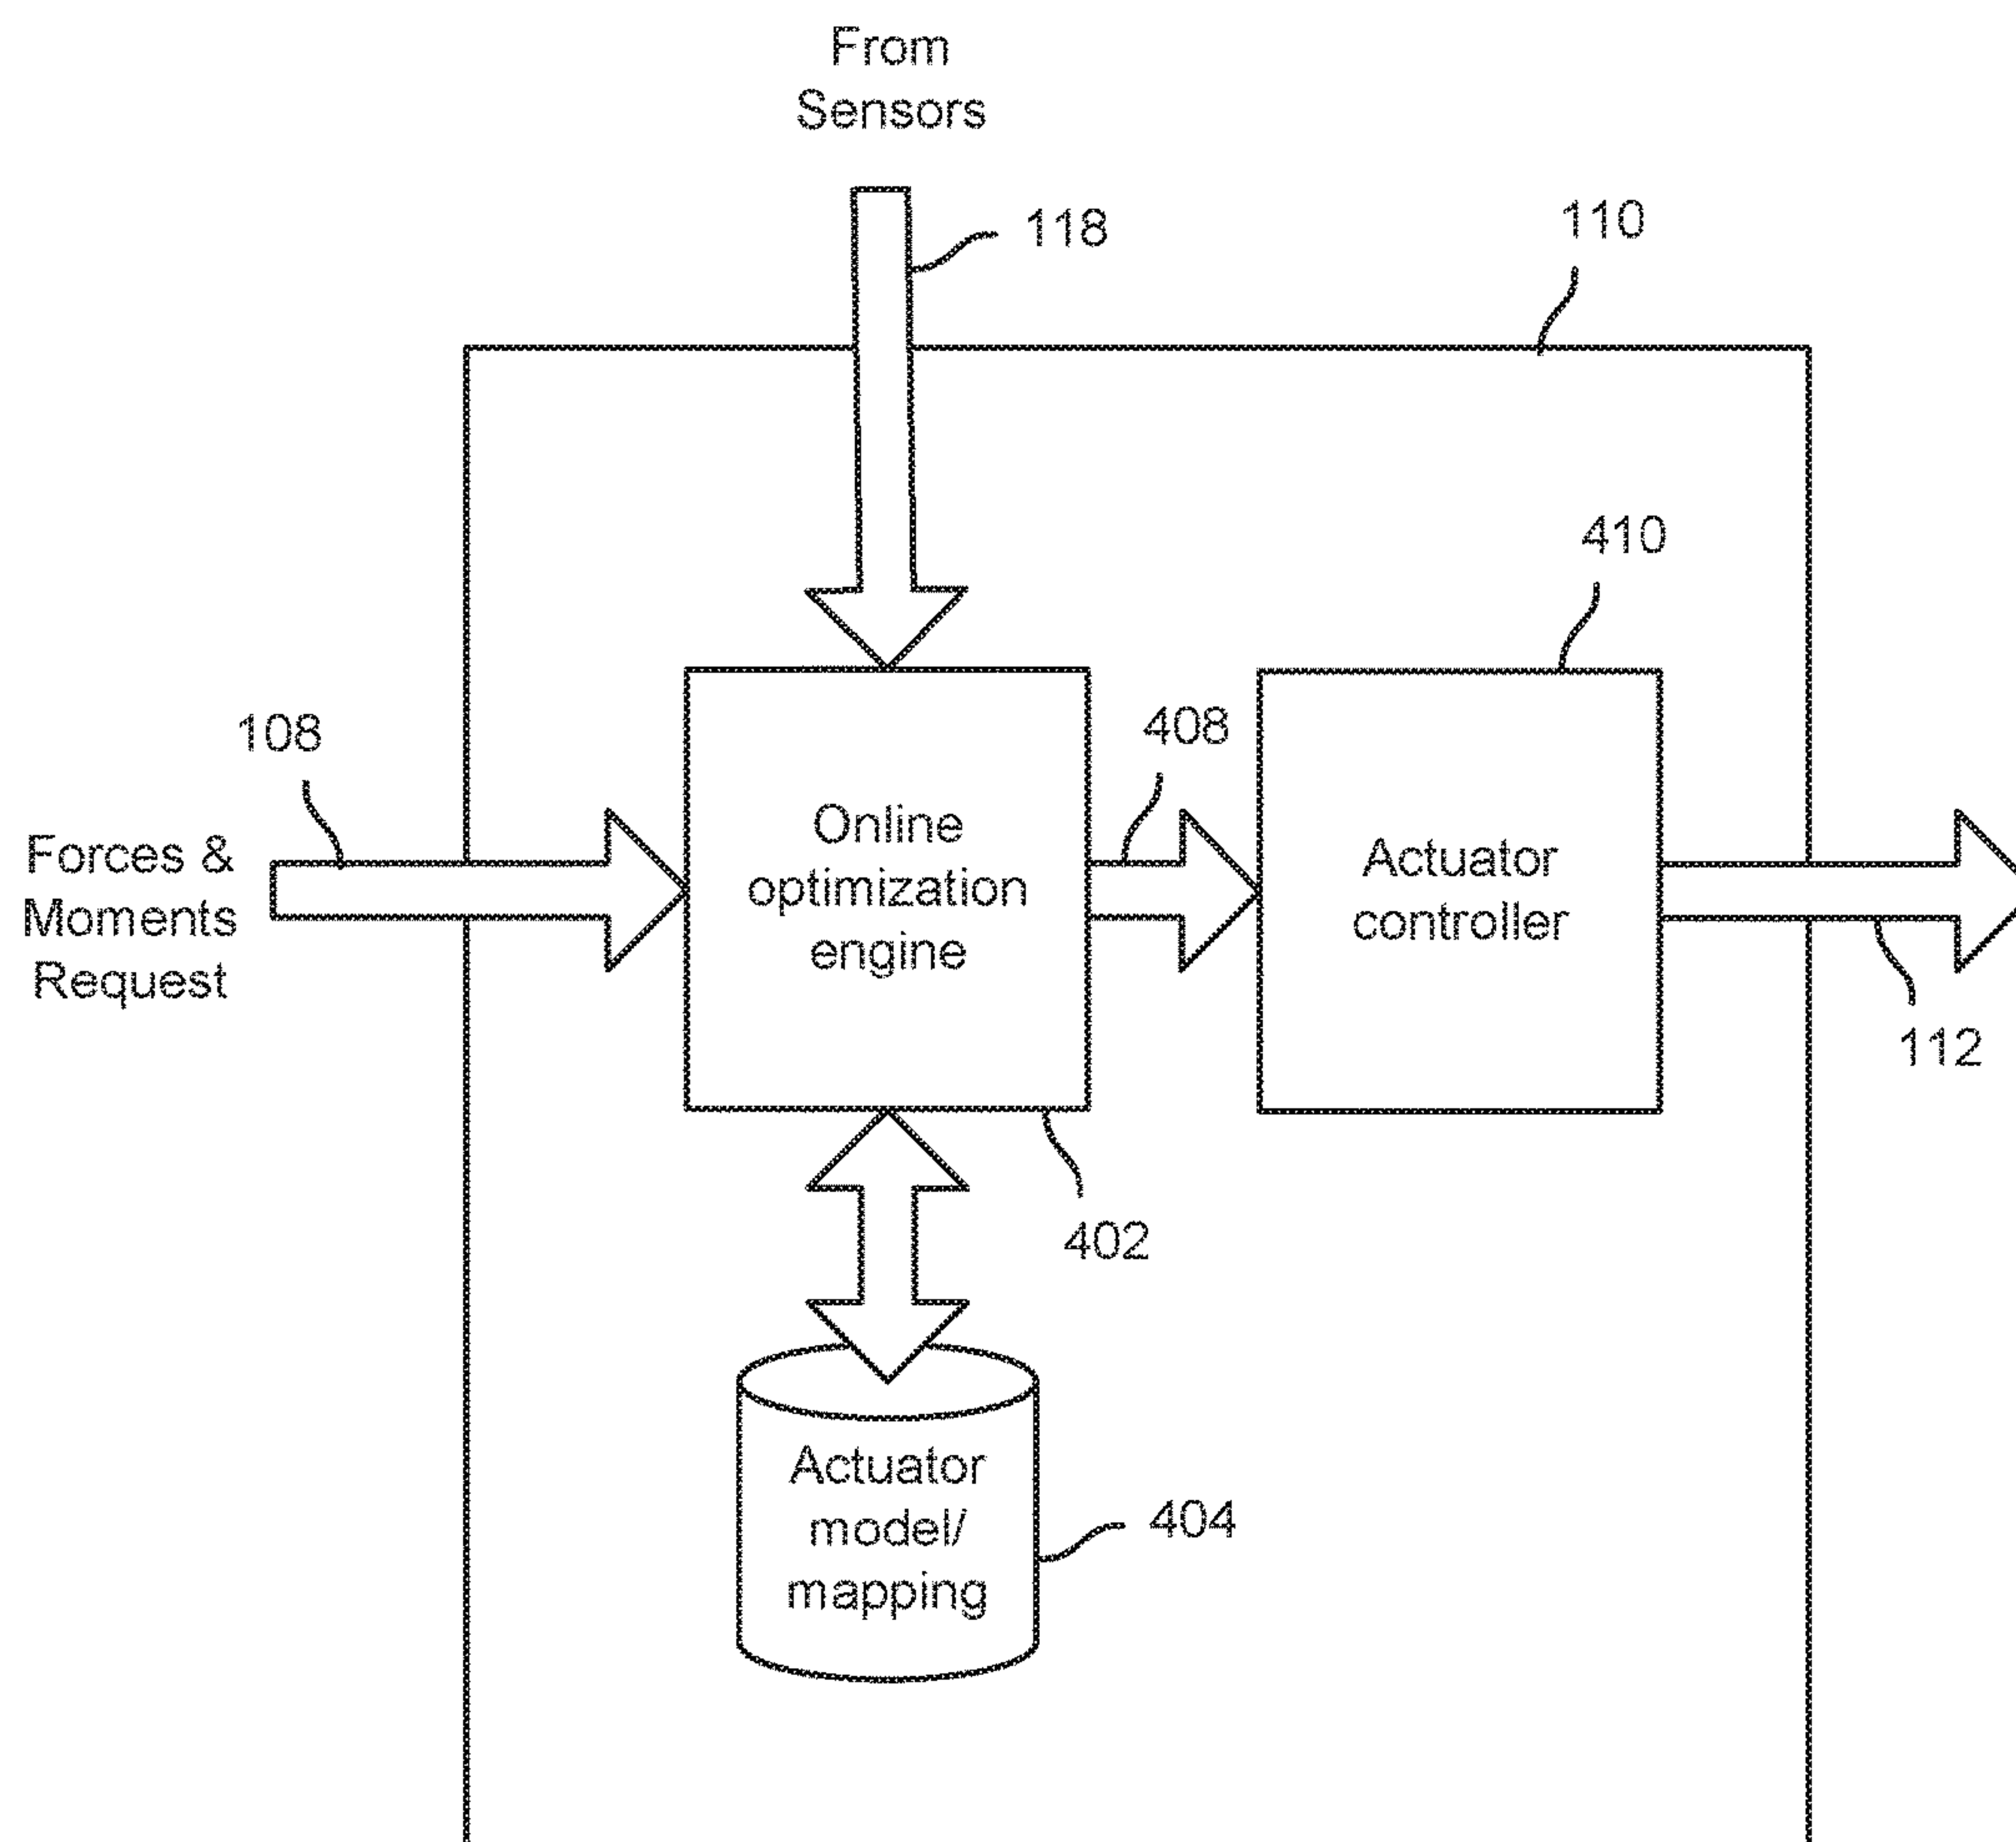 From
Sensors
118
110
410
108
408
Forces &
Moments
Request
Online
optimization
engine
Actuator
controller
112
402
Actuator
model/
mapping
404